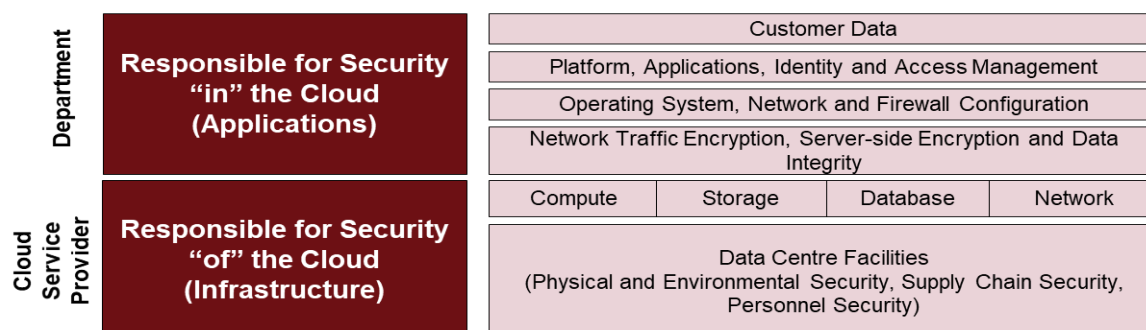 Department
Responsible for Security
“in” the Cloud
(Applications)
Customer Data
Platform, Applications, Identity and Access Management
Operating System, Network and Firewall Configuration
Network Traffic Encryption, Server-side Encryption and Data
Integrity
Cloud
Service
Provider
Responsible for Security
“of” the Cloud
(Infrastructure)
Compute
Storage
Database
Network
Data Centre Facilities
(Physical and Environmental Security, Supply Chain Security,
Personnel Security)